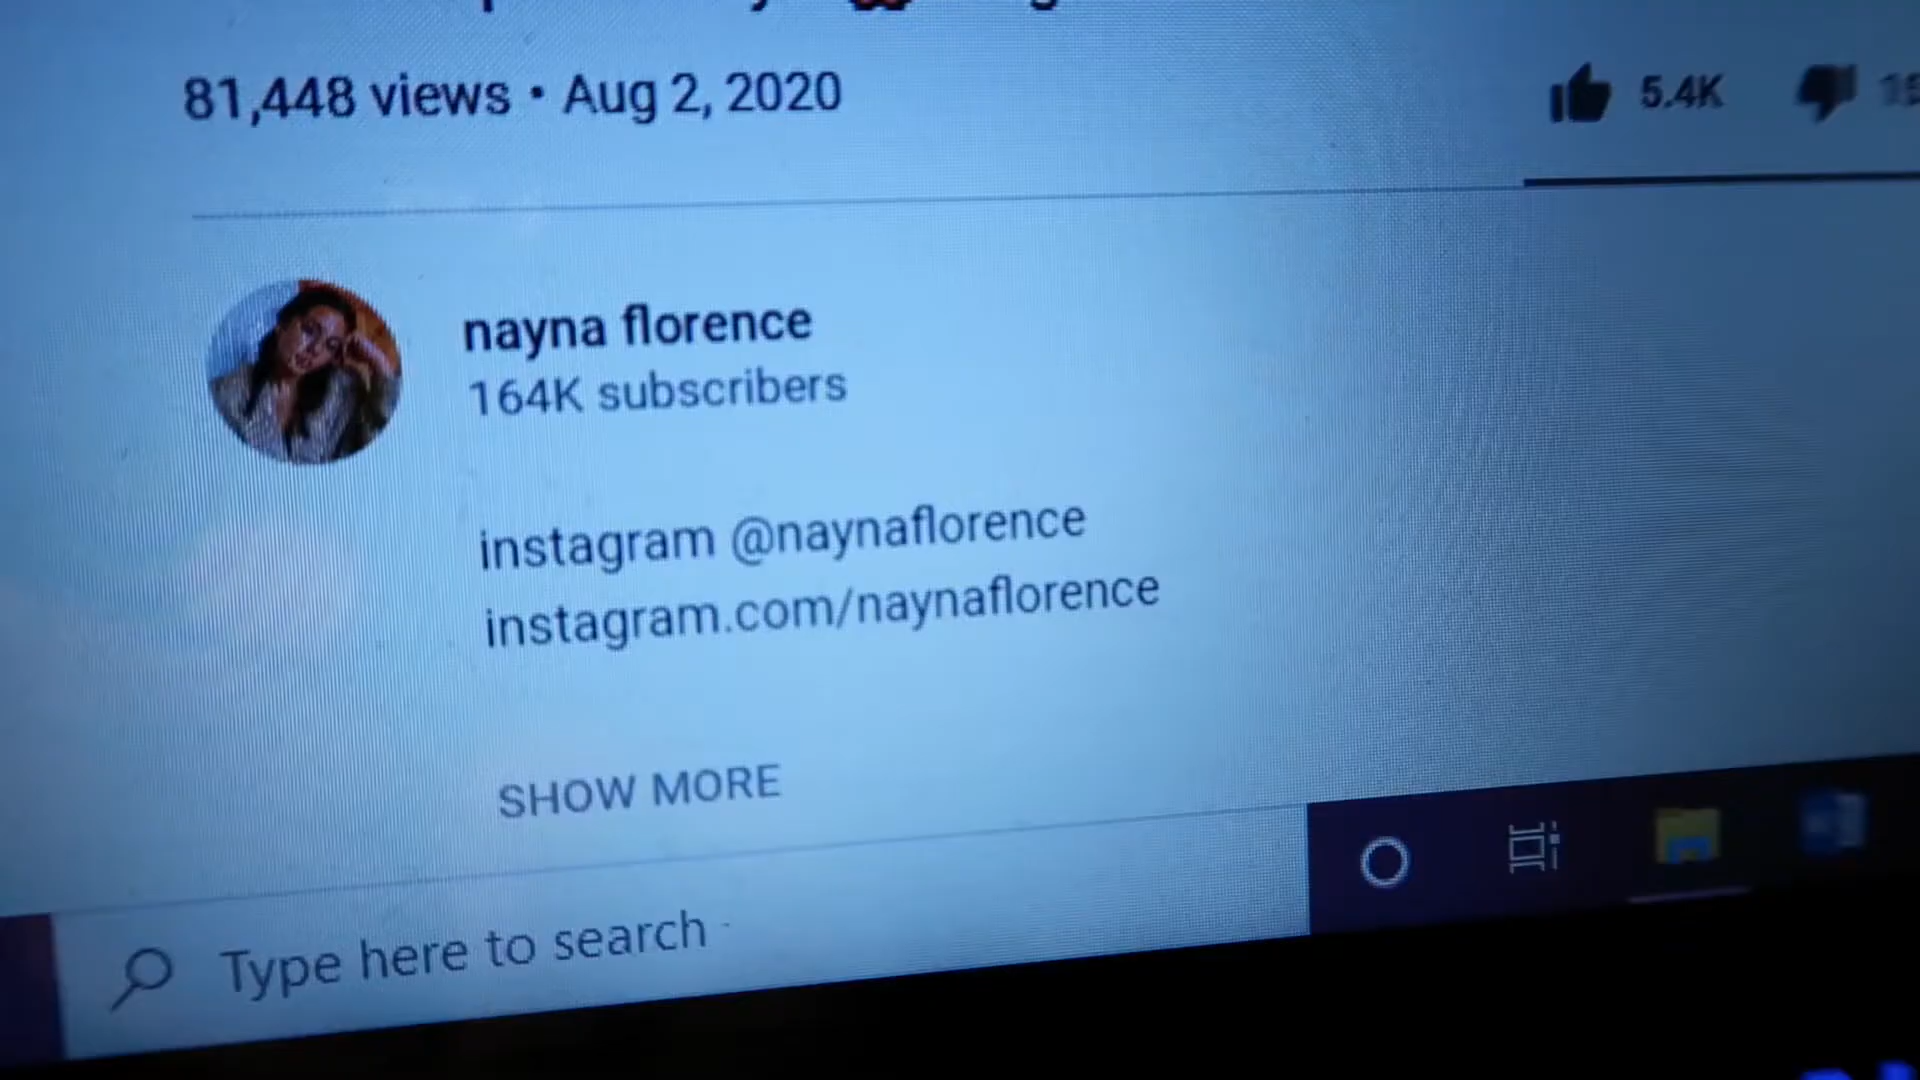 81,448 views • Aug 2, 2020
5.4K
nayna florence
164K subscribers
instagram @naynaflorence
instagram.com/naynaflorence
SHOW MORE
Type here to search